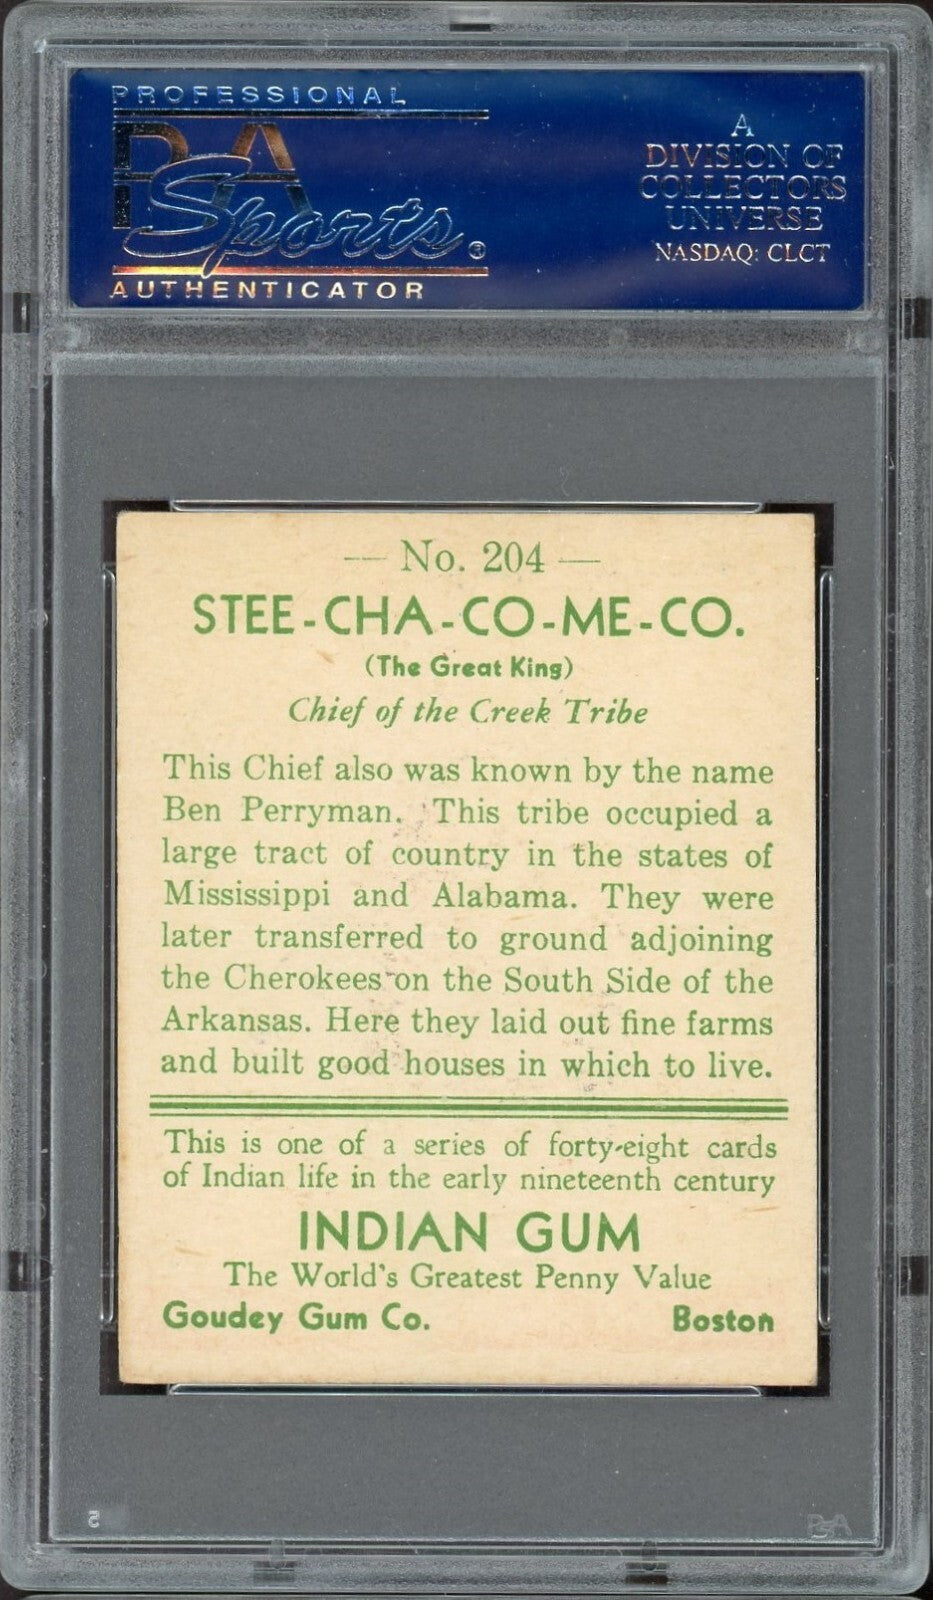 PROFESSIONAL
PSA
Sports®
AUTHENTICATOR
A
DIVISION OF
COLLECTORS
UNIVERSE
NASDAQ: CLCT
— No. 204 —
STEE-CHA-CO-ME-CO.
(The Great King)
Chief of the Creek Tribe
This Chief also was known by the name
Ben Perryman. This tribe occupied a
large tract of country in the states of
Mississippi and Alabama. They were
later transferred to ground adjoining
the Cherokees on the South Side of the
Arkansas. Here they laid out fine farms
and built good houses in which to live.
This is one of a series of forty-eight cards
of Indian life in the early nineteenth century
INDIAN GUM
The World's Greatest Penny Value
Goudey Gum Co. Boston
5
PSA